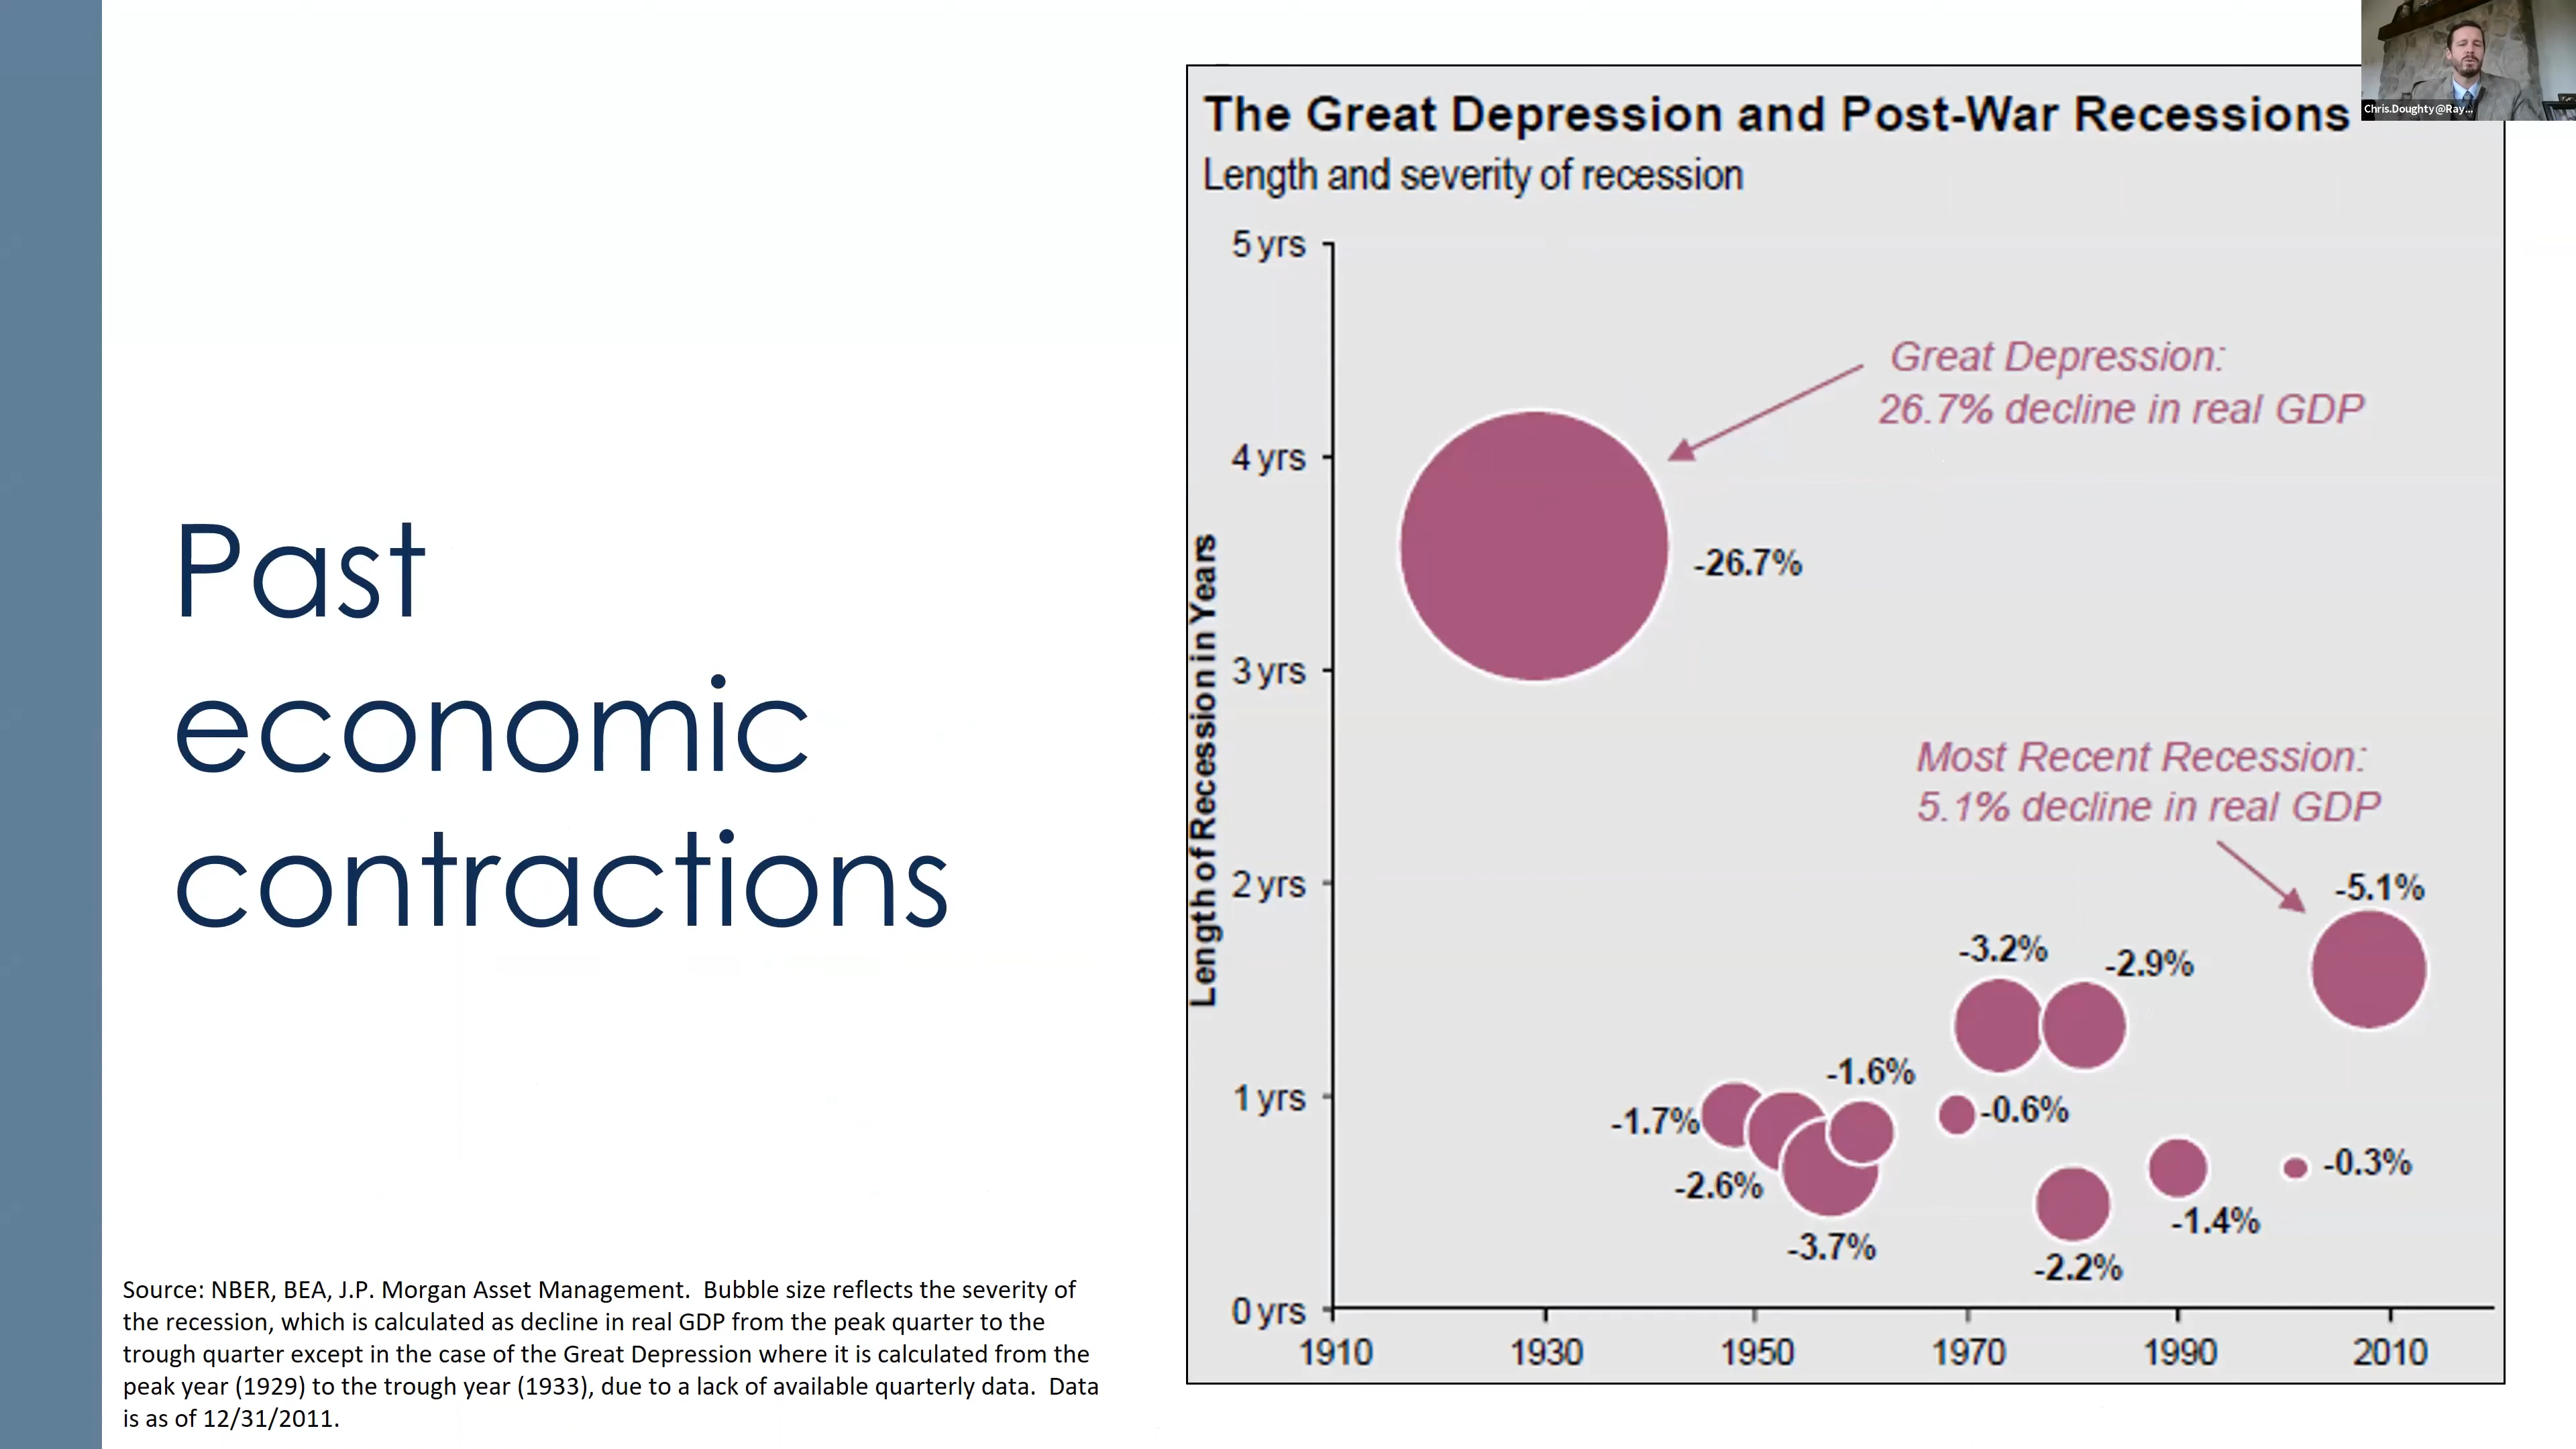 Past
economic
contractions
Source: NBER, BEA, J.P. Morgan Asset Management.  Bubble size reflects the severity of
the recession, which is calculated as decline in real GDP from the peak quarter to the
trough quarter except in the case of the Great Depression where it is calculated from the
peak year (1929) to the trough year (1933), due to a lack of available quarterly data.  Data
is as of 12/31/2011.
The Great Depression and Post-War Recessions
Length and severity of recession
Length of Recession in Years
5 yrs
4 yrs
3 yrs
2 yrs
1 yrs
0 yrs
1910
1930
1950
1970
1990
2010
Great Depression:
26.7% decline in real GDP
-26.7%
Most Recent Recession:
5.1% decline in real GDP
-5.1%
-3.2%
-2.9%
-1.6%
-1.7%
-0.6%
-2.6%
-0.3%
-3.7%
-1.4%
-2.2%
Chris.Doughty@Ray...